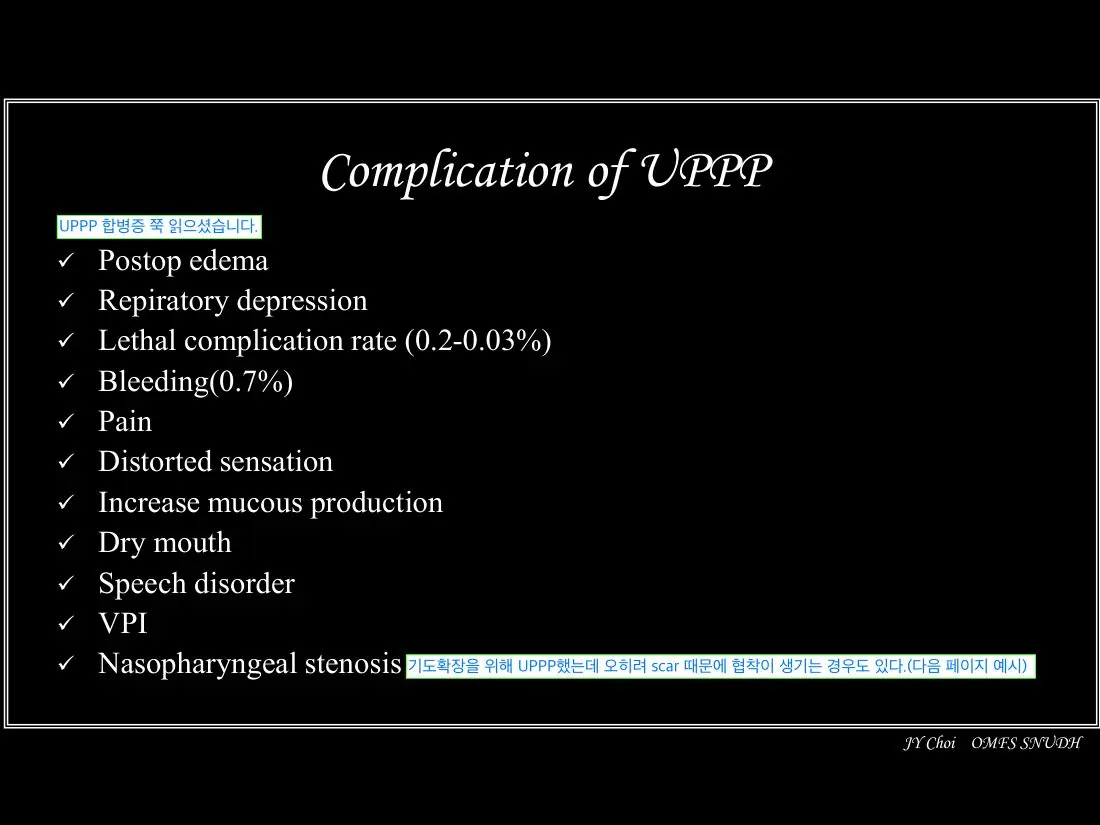 Complication of UPPP
UPPP 합병증 쭉 읽으셨습니다.
✓ Postop edema
✓ Repiratory depression
✓ Lethal complication rate (0.2-0.03%)
✓ Bleeding(0.7%)
✓ Pain
✓ Distorted sensation
✓ Increase mucous production
✓ Dry mouth
✓ Speech disorder
✓ VPI
✓ Nasopharyngeal stenosis 기도확장을 위해 UPPP했는데 오히려 scar 때문에 협착이 생기는 경우도 있다.(다음 페이지 예시)
JY Choi OMFS SNUDH